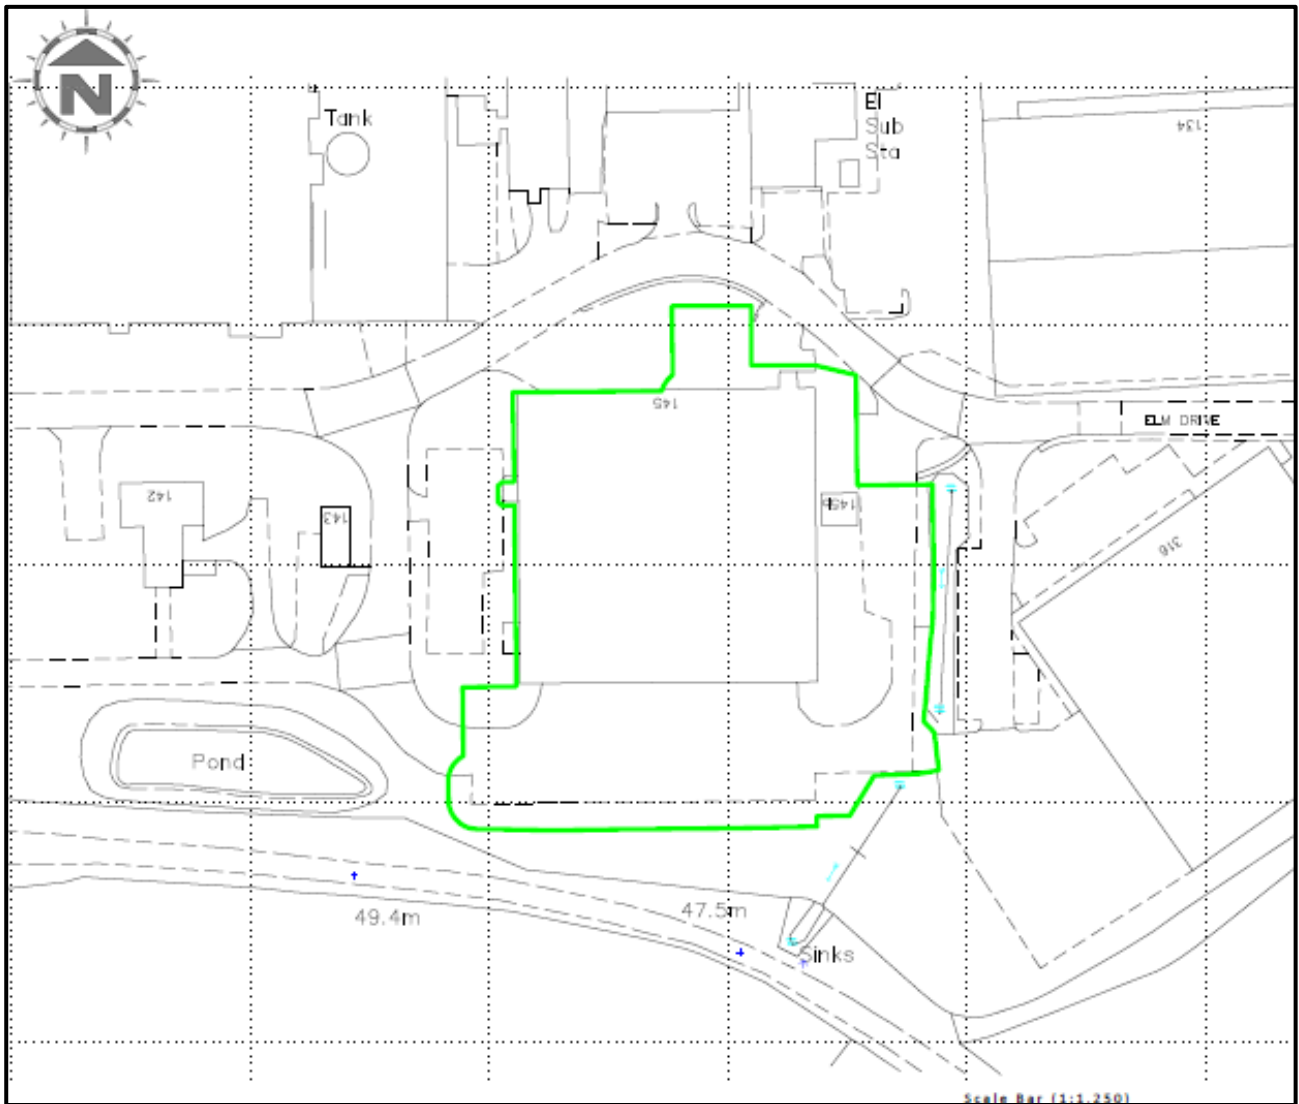 N
Tank
El
Sub
Sta
134
145
ELM DRIVE
142
143
145b
316
Pond
49.4m
47.5m
Sinks
Scale Bar (1:1,250)